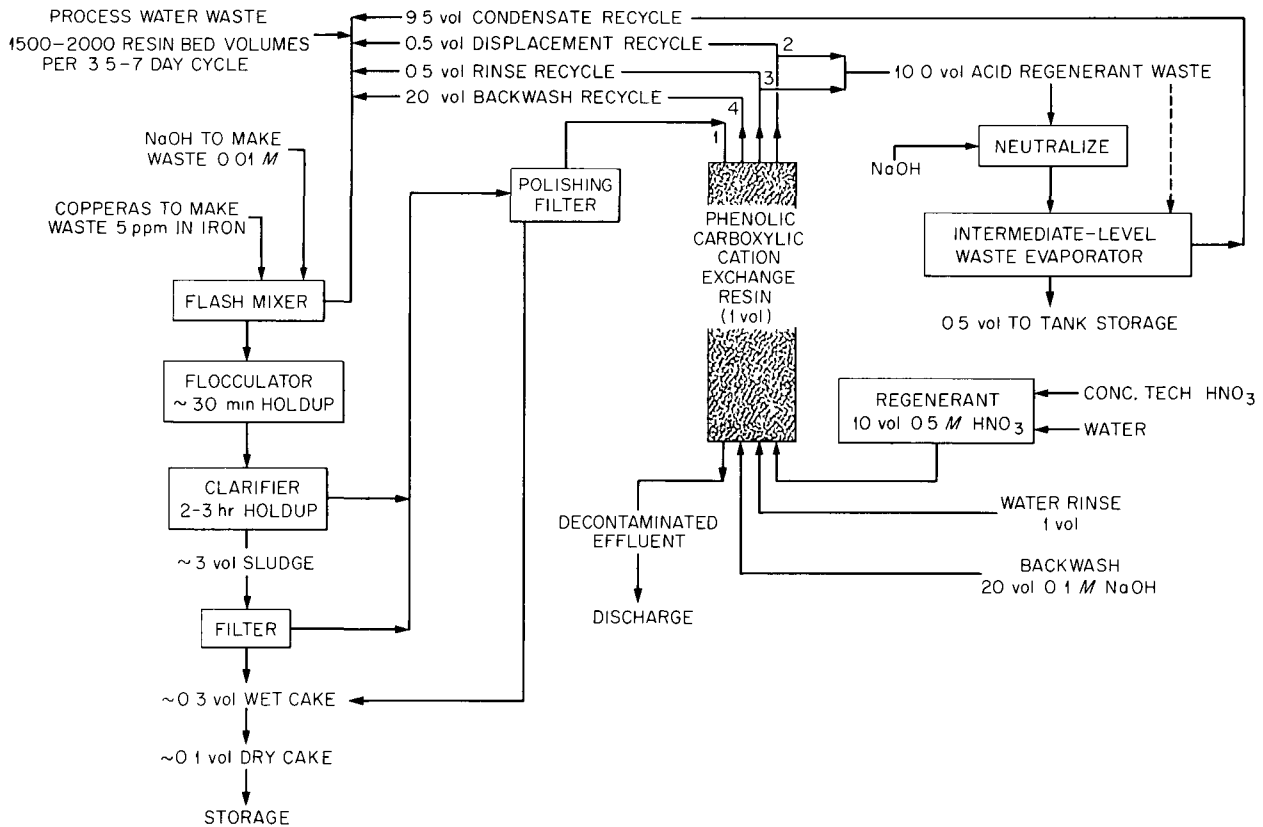 PROCESS WATER WASTE
1500-2000 RESIN BED VOLUMES
PER 3 5-7 DAY CYCLE
9 5 vol CONDENSATE RECYCLE
0.5 vol DISPLACEMENT RECYCLE
0 5 vol RINSE RECYCLE
20 vol BACKWASH RECYCLE
2
3
4
1
10 0 vol ACID REGENERANT WASTE
NaOH TO MAKE
WASTE 0 01 M
COPPERAS TO MAKE
WASTE 5 ppm IN IRON
FLASH MIXER
FLOCCULATOR
~ 30 min HOLDUP
CLARIFIER
2-3 hr HOLDUP
~ 3 vol SLUDGE
FILTER
~0 3 vol WET CAKE
~0 1 vol DRY CAKE
STORAGE
POLISHING
FILTER
PHENOLIC
CARBOXYLIC
CATION
EXCHANGE
RESIN
(1 vol)
DECONTAMINATED
EFFLUENT
DISCHARGE
NaOH
NEUTRALIZE
INTERMEDIATE-LEVEL
WASTE EVAPORATOR
0 5 vol TO TANK STORAGE
REGENERANT
10 vol 0 5 M HNO3
CONC. TECH HNO3
WATER
WATER RINSE
1 vol
BACKWASH
20 vol 0 1 M NaOH